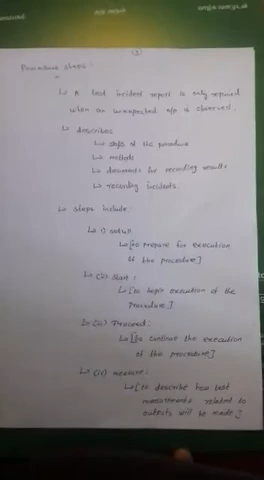 (3)
Procedure steps:
↳ A test incident report is only required
when an unexpected o/p is observed.
↳ describes
↳ steps of the procedure
↳ methods
↳ documents for recording results
↳ recording incidents.
↳ steps include:
↳ i) setup
↳ [to prepare for execution
of the procedure]
↳ (ii) Start:
↳ [to begin execution of the
procedure]
↳ (iii) Proceed:
↳ [to continue the execution
of the procedure]
↳ (iv) measure:
↳ [to describe how test
measurements related to
outputs will be made]